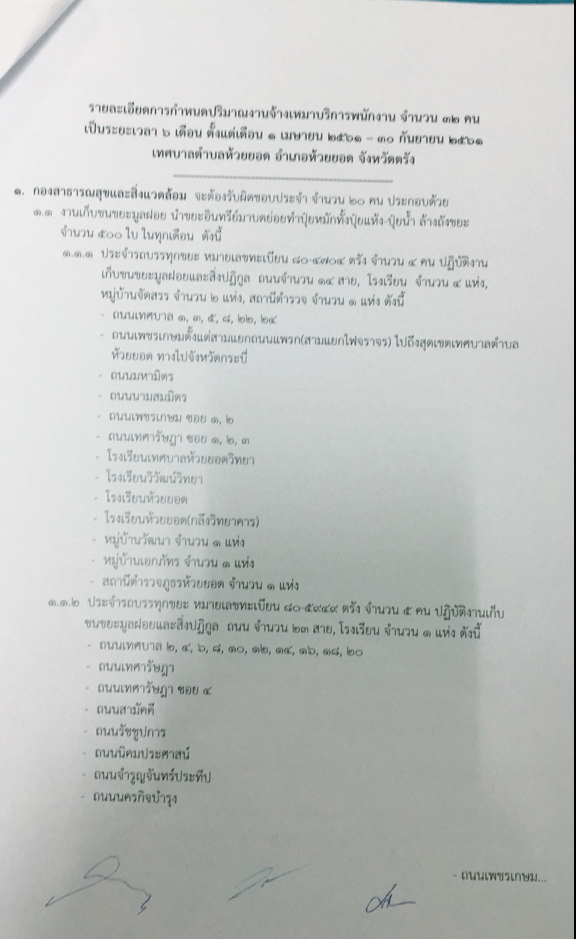 รายละเอียดการกำหนดปริมาณงานจ้างเหมาบริการพนักงาน จำนวน ๓๒ คน
เป็นระยะเวลา ๖ เดือน ตั้งแต่เดือน ๑ เมษายน ๒๕๖๑ – ๓๐ กันยายน ๒๕๖๑
เทศบาลตำบลห้วยยอด อำเภอห้วยยอด จังหวัดตรัง
๑. กองสาธารณสุขและสิ่งแวดล้อม จะต้องรับผิดชอบประจำ จำนวน ๒๐ คน ประกอบด้วย
๑.๑ งานเก็บขนขยะมูลฝอย นำขยะอินทรีย์มาบดย่อยทำปุ๋ยหมักทั้งปุ๋ยแห้ง-ปุ๋ยน้ำ ล้างถังขยะ
จำนวน ๕๐๐ ใบ ในทุกเดือน ดังนี้
๑.๑.๑ ประจำรถบรรทุกขยะ หมายเลขทะเบียน ๘๐-๔๗๐๔ ตรัง จำนวน ๔ คน ปฏิบัติงาน
เก็บขนขยะมูลฝอยและสิ่งปฏิกูล ถนนจำนวน ๑๔ สาย, โรงเรียน จำนวน ๔ แห่ง,
หมู่บ้านจัดสรร จำนวน ๒ แห่ง, สถานีตำรวจ จำนวน ๑ แห่ง ดังนี้
- ถนนเทศบาล ๑, ๓, ๕, ๘, ๒๒, ๒๔
- ถนนเพชรเกษมตั้งแต่สามแยกถนนแพรก(สามแยกไฟจราจร) ไปถึงสุดเขตเทศบาลตำบล
ห้วยยอด ทางไปจังหวัดกระบี่
- ถนนมหามิตร
- ถนนนามสมมิตร
- ถนนเพชรเกษม ซอย ๑, ๒
- ถนนเทศารัษฎา ซอย ๑, ๒, ๓
- โรงเรียนเทศบาลห้วยยอดวิทยา
- โรงเรียนวิวัฒน์วิทยา
- โรงเรียนห้วยยอด
- โรงเรียนห้วยยอด(กลึงวิทยาคาร)
- หมู่บ้านวัฒนา จำนวน ๑ แห่ง
- หมู่บ้านเอกภัทร จำนวน ๑ แห่ง
- สถานีตำรวจภูธรห้วยยอด จำนวน ๑ แห่ง
๑.๑.๒ ประจำรถบรรทุกขยะ หมายเลขทะเบียน ๘๐-๕๙๔๙ ตรัง จำนวน ๕ คน ปฏิบัติงานเก็บ
ขนขยะมูลฝอยและสิ่งปฏิกูล ถนน จำนวน ๒๓ สาย, โรงเรียน จำนวน ๑ แห่ง ดังนี้
- ถนนเทศบาล ๒, ๔, ๖, ๘, ๑๐, ๑๒, ๑๔, ๑๖, ๑๘, ๒๐
- ถนนเทศารัษฎา
- ถนนเทศารัษฎา ซอย ๔
- ถนนสามัคคี
- ถนนรัชชูปการ
- ถนนนิคมประศาสน์
- ถนนจำรูญจันทร์ประทีป
- ถนนนครกิจบำรุง
- ถนนเพชรเกษม...